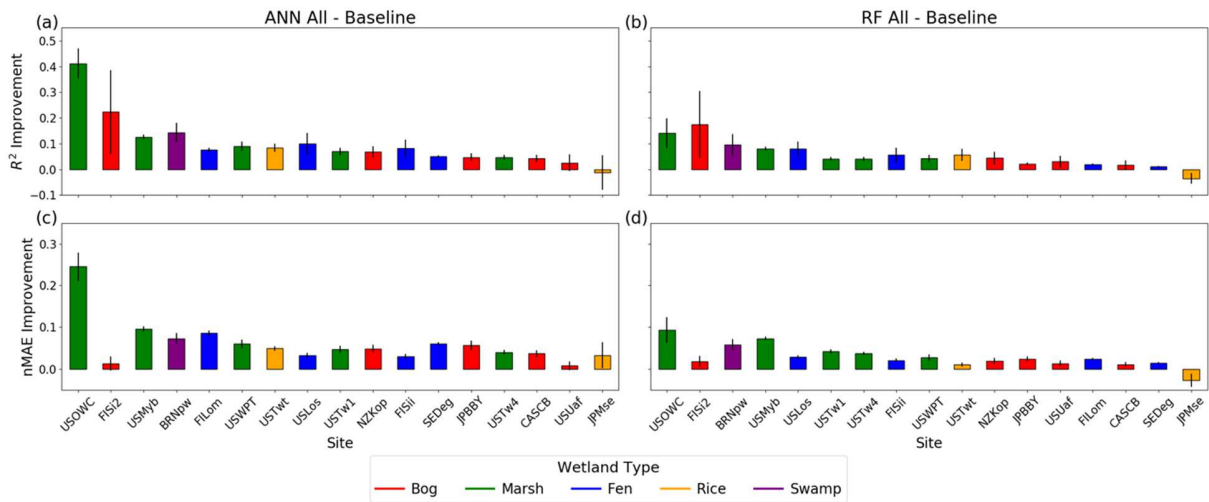 (a) ANN All - Baseline
(b) RF All - Baseline
R² Improvement
0.5
0.4
0.3
0.2
0.1
0.0
−0.1
(c)
(d)
nMAE Improvement
0.3
0.2
0.1
0.0
USOWC FISi2 USMyb BRNpw FILom USWPT USTwt USLos USTw1 NZKop FISii SEDeg JPBBY USTw4 CASCB USUaf JPMse
USOWC FISi2 BRNpw USMyb USLos USTw1 USTw4 FISii USWPT USTwt NZKop JPBBY USUaf FILom CASCB SEDeg JPMse
Site
Site
Wetland Type
Bog Marsh Fen Rice Swamp